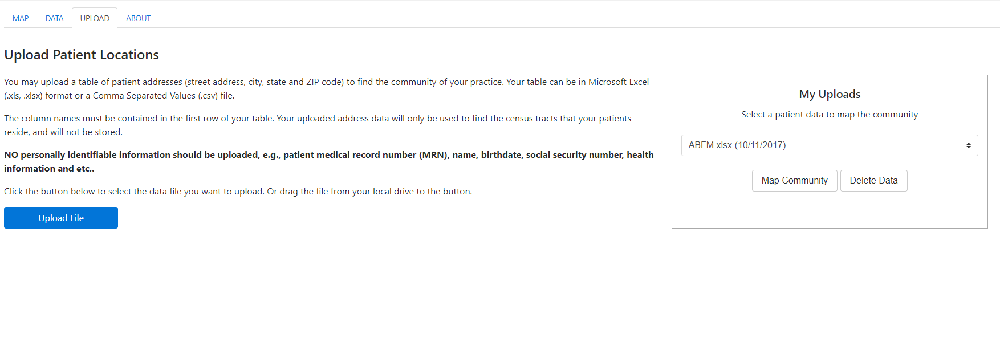 MAP DATA UPLOAD ABOUT
Upload Patient Locations
You may upload a table of patient addresses (street address, city, state and ZIP code) to find the community of your practice. Your table can be in Microsoft Excel
(.xls, .xlsx) format or a Comma Separated Values (.csv) file.
The column names must be contained in the first row of your table. Your uploaded address data will only be used to find the census tracts that your patients
reside, and will not be stored.
NO personally identifiable information should be uploaded, e.g., patient medical record number (MRN), name, birthdate, social security number, health
information and etc..
Click the button below to select the data file you want to upload. Or drag the file from your local drive to the button.
Upload File
My Uploads
Select a patient data to map the community
ABFM.xlsx (10/11/2017)
Map Community Delete Data